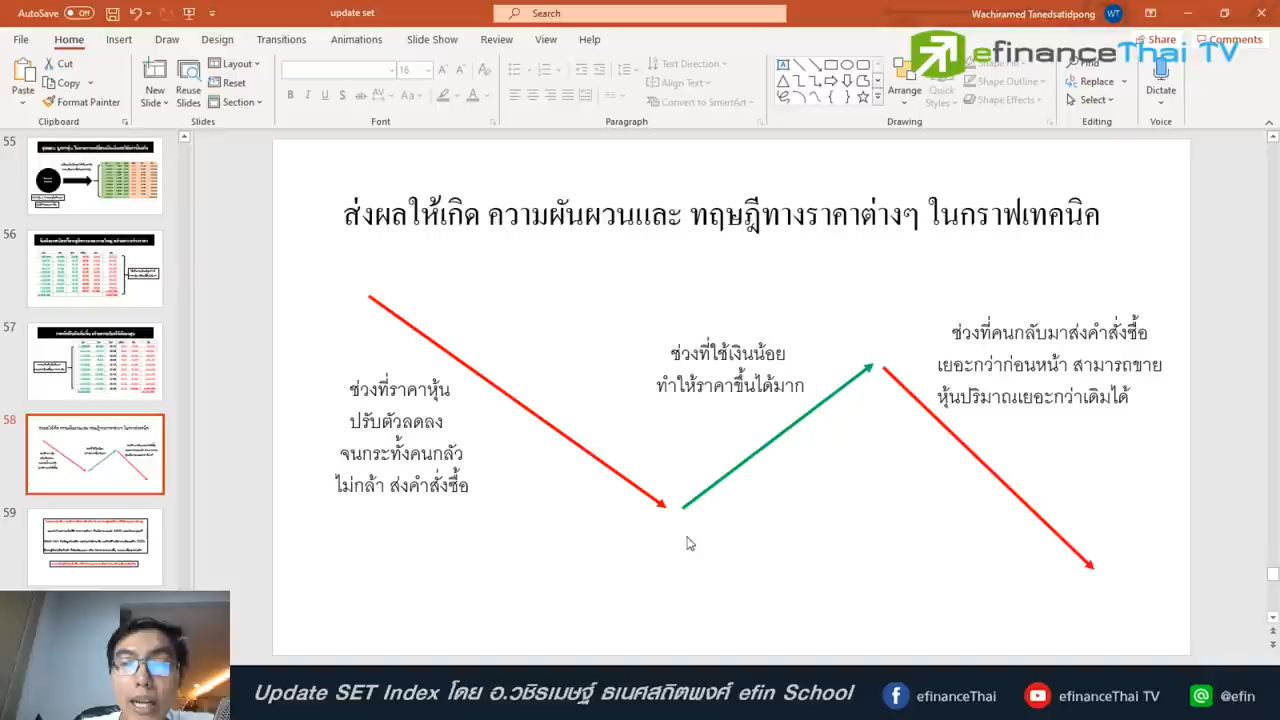 AutoSave
Off
update set
Search
Wachiramed Tanedsatidpong
WT
File
Home
Insert
Draw
Design
Transitions
Animations
Slide Show
Review
View
Help
Share
Comments
efinanceThai TV
Paste
Cut
Copy
Format Painter
New
Slide
Reuse
Slides
Layout
Reset
Section
16
Text Direction
Align Text
Convert to SmartArt
Arrange
Quick
Styles
Shape Fill
Shape Outline
Shape Effects
Find
Replace
Select
Dictate
Clipboard
Slides
Font
Paragraph
Drawing
Editing
Voice
55
56
57
58
59
ส่งผลให้เกิด ความผันผวนและ ทฤษฎีทางราคาต่างๆ ในกราฟเทคนิค
ช่วงที่ราคาหุ้น
ปรับตัวลดลง
จนกระทั้งคนกลัว
ไม่กล้า ส่งคำสั่งซื้อ
ช่วงที่ใช้เงินน้อย
ทำให้ราคาขึ้นได้มาก
ช่วงที่คนกลับมาส่งคำสั่งซื้อ
เยอะกว่าก่อนหน้า สามารถขาย
หุ้นปริมาณเยอะกว่าเดิมได้
Update SET Index โดย อ.วชิรเมษฐ์ ธเนศสถิตพงศ์ efin School
efinanceThai
efinanceThai TV
@efin